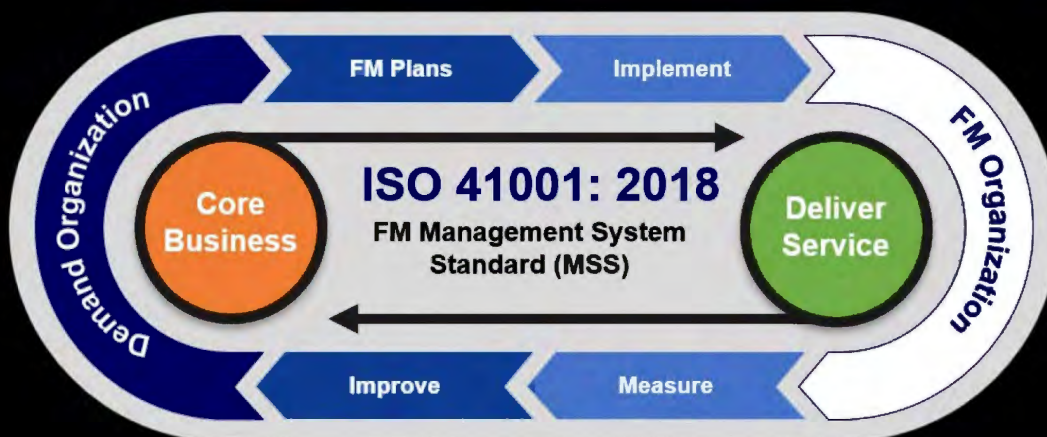 FM Plans
Implement
Demand Organization
Core
Business
ISO 41001: 2018
FM Management System
Standard (MSS)
Deliver
Service
FM Organization
Improve
Measure